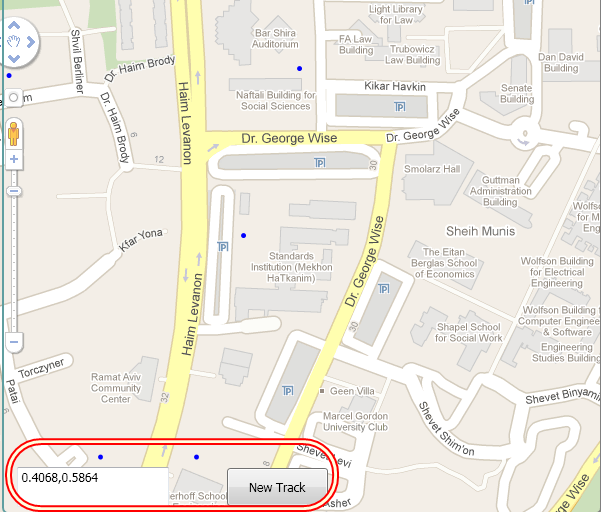 Light Library
for Law
Bar Shira
Auditorium
FA Law
Building
Trubowicz
Law Building
Dan David
Building
Shvil Berliner
Dr. Haim Brody
Haim Levanon
Naftali Building for
Social Sciences
Kikar Havkin
Senate
Building
Dr. Haim Brody
6
12
Dr. George Wise
Dr. George Wise
30
Smolarz Hall
Guttman
Administration
Building
Wolfson
Kfar Yona
Sheih Munis
Standards
Institution (Mekhon
HaTkanim)
Dr. George Wise
The Eitan
Berglas School
of Economics
Wolfson Building
for Electrical
Engineering
Haim Levanon
30
Wolfson Building
Computer Engine
& Software
Shapel School
for Social Work
Engineering
Studies Building
Torczyner
Patai
6
Ramat Aviv
Community
Center
32
Geen Villa
Marcel Gordon
University Club
Shevet Shim'on
Shevet Binyamin
Shevet Levi
8
0.4068,0.5864
erhoff School
New Track
Asher